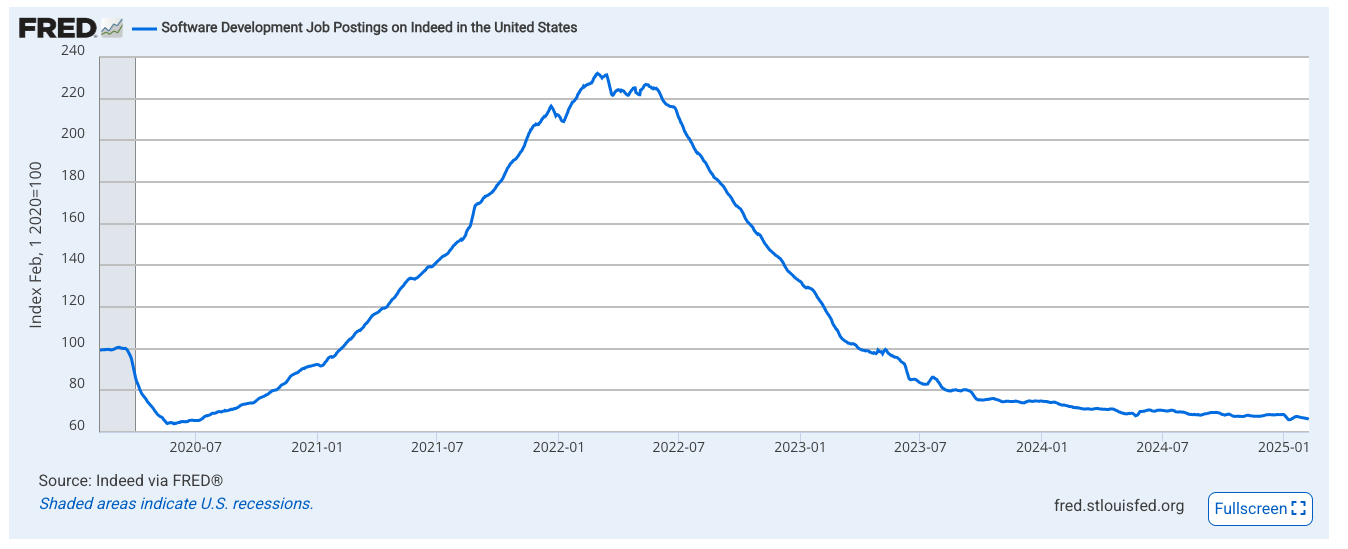 FRED Software Development Job Postings on Indeed in the United States
Index Feb, 1 2020=100
240
220
200
180
160
140
120
100
80
60
2020-07 2021-01 2021-07 2022-01 2022-07 2023-01 2023-07 2024-01 2024-07 2025-01
Source: Indeed via FRED®
Shaded areas indicate U.S. recessions.
fred.stlouisfed.org
Fullscreen